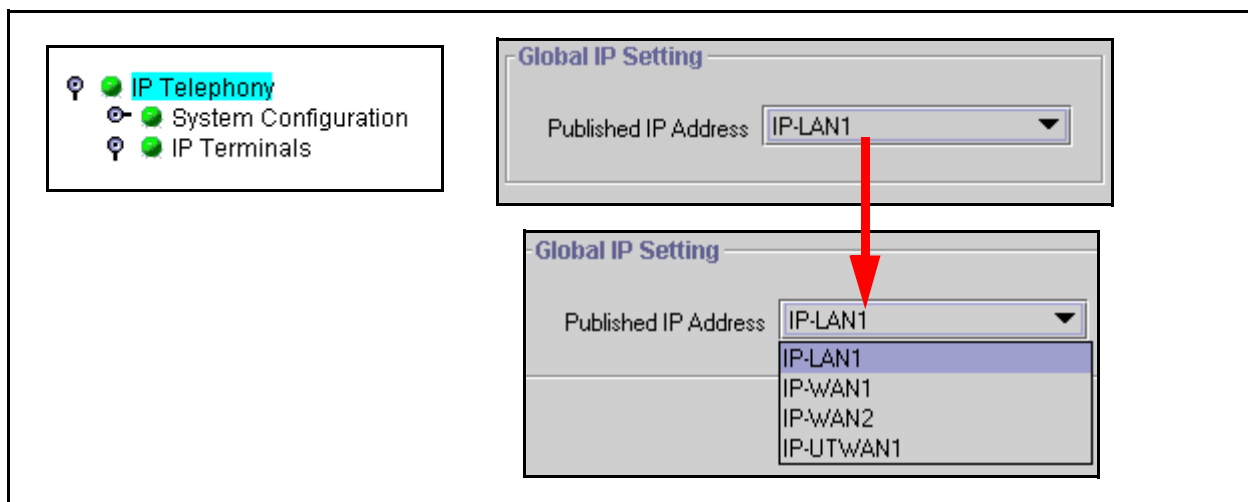 IP Telephony
System Configuration
IP Terminals
Global IP Setting
Published IP Address IP-LAN1
Global IP Setting
Published IP Address IP-LAN1
IP-LAN1
IP-WAN1
IP-WAN2
IP-UTWAN1